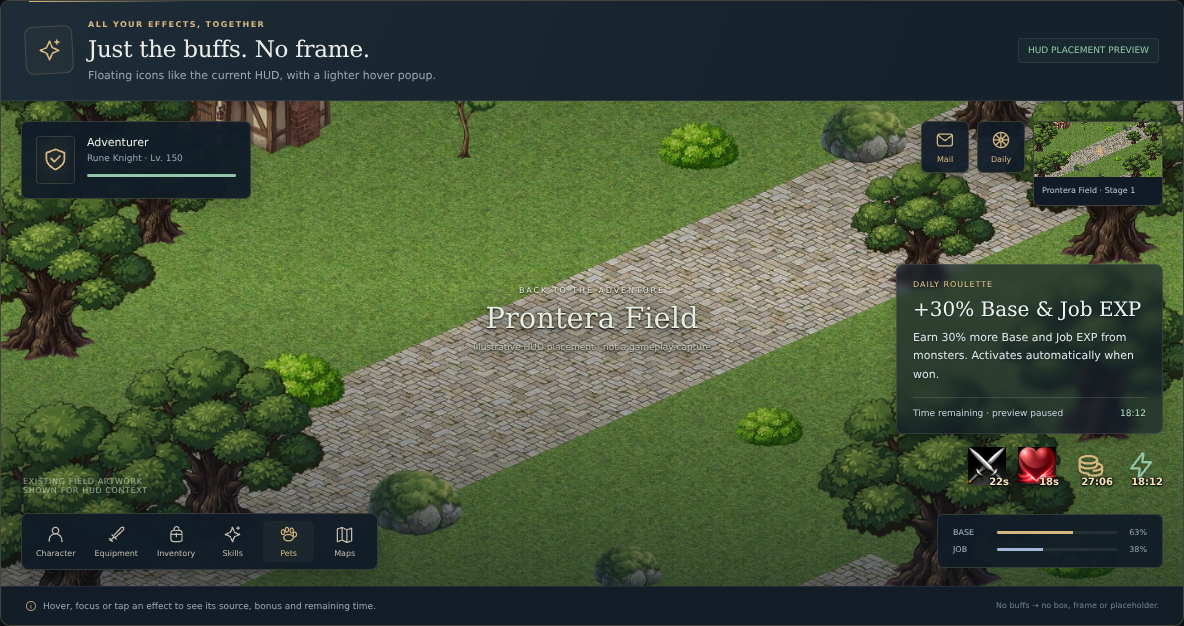 ALL YOUR EFFECTS, TOGETHER
Just the buffs. No frame.
Floating icons like the current HUD, with a lighter hover popup.
HUD PLACEMENT PREVIEW
Adventurer
Rune Knight · Lv. 150
Mail
Daily
Prontera Field · Stage 1
BACK TO THE ADVENTURE
Prontera Field
Illustrative HUD placement · not a gameplay capture
DAILY ROULETTE
+30% Base & Job EXP
Earn 30% more Base and Job EXP from
monsters. Activates automatically when
won.
Time remaining · preview paused 18:12
22s
18s
27:06
18:12
EXISTING FIELD ARTWORK
SHOWN FOR HUD CONTEXT
Character
Equipment
Inventory
Skills
Pets
Maps
BASE 63%
JOB 38%
Hover, focus or tap an effect to see its source, bonus and remaining time.
No buffs → no box, frame or placeholder.